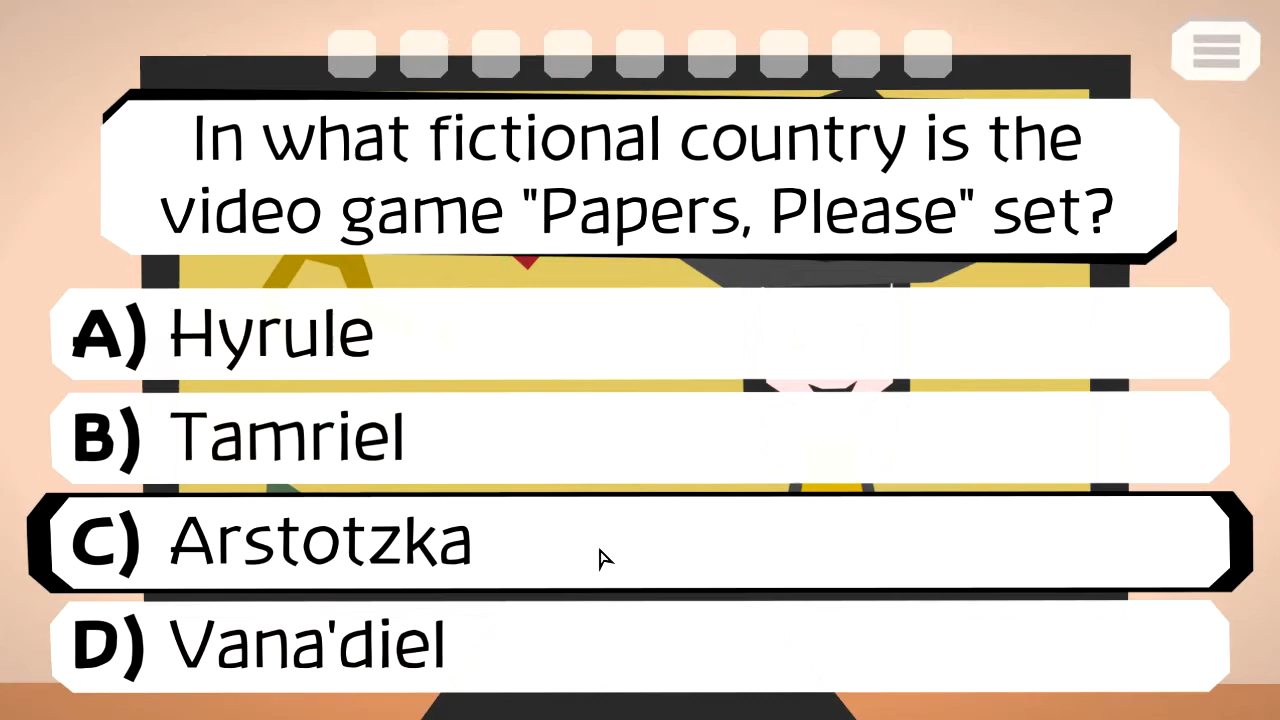 In what fictional country is the
video game "Papers, Please" set?
A) Hyrule
B) Tamriel
C) Arstotzka
D) Vana'diel